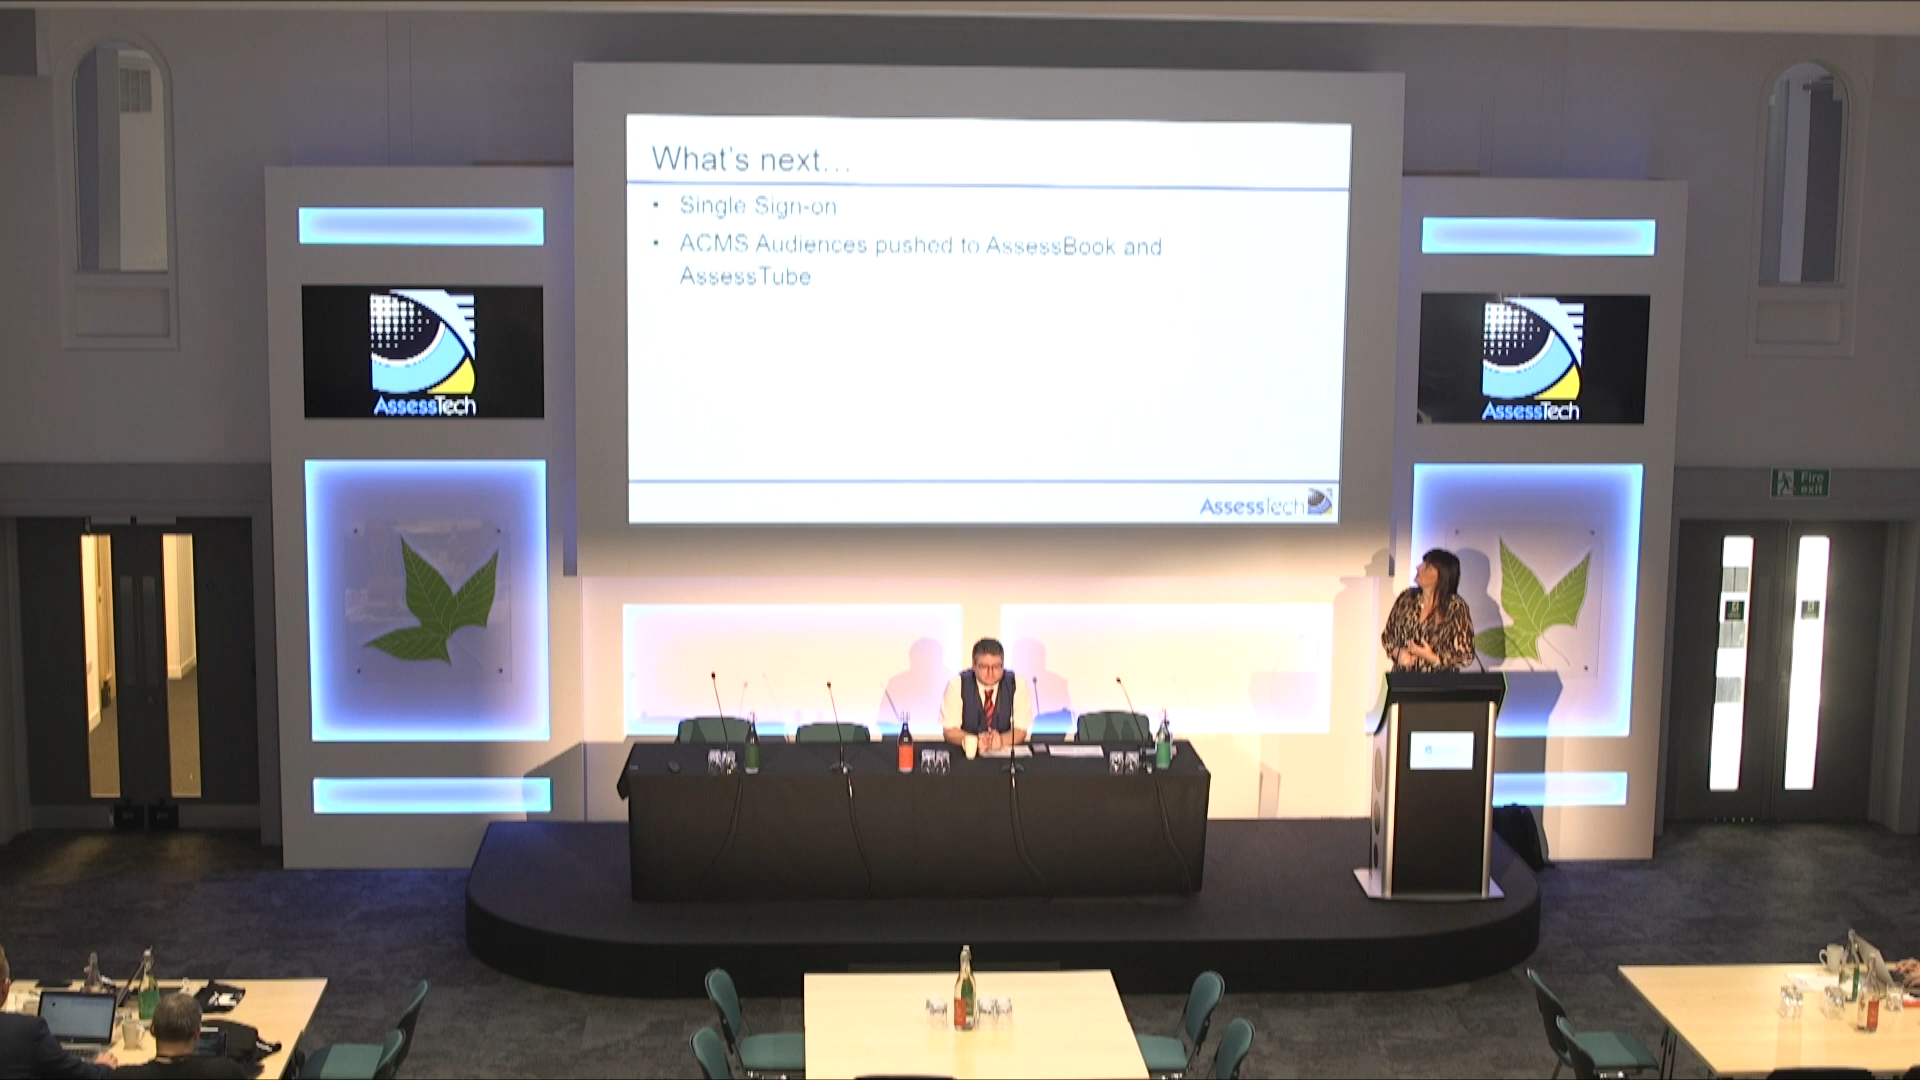 What's next...
• Single Sign-on
• ACMS Audiences pushed to AssessBook and
AssessTube
AssessTech
AssessTech
AssessTech
Fire
exit